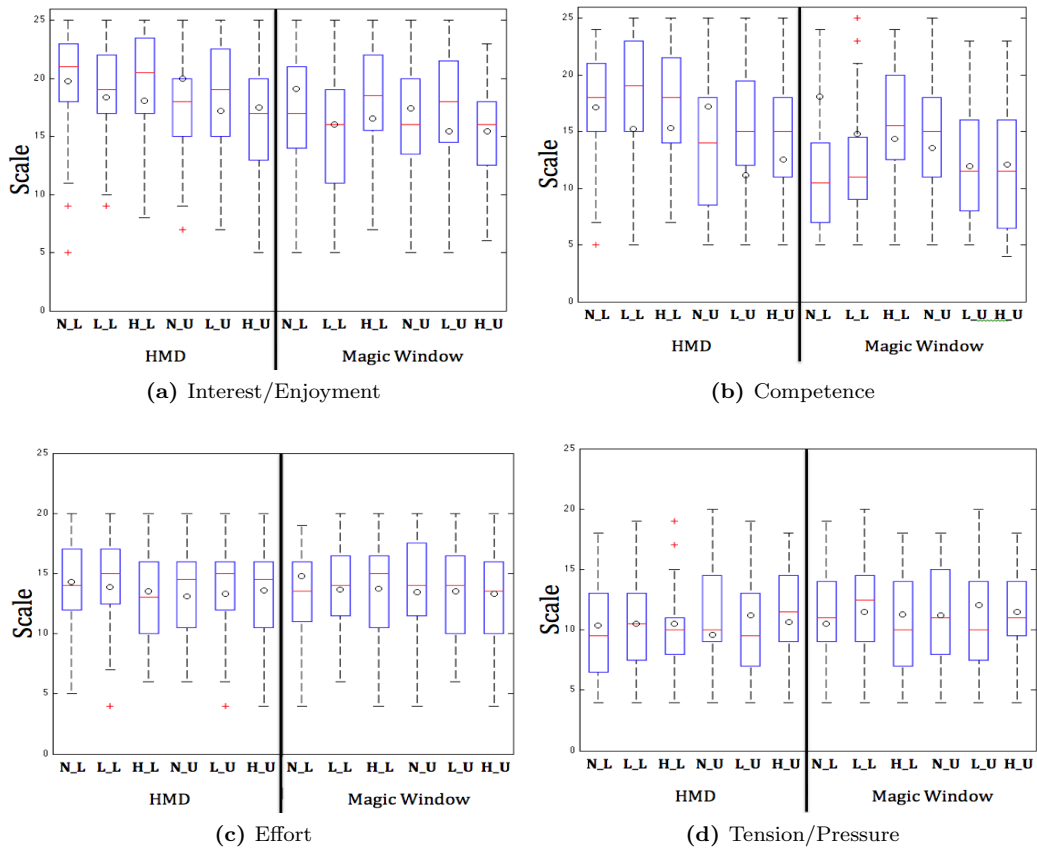 25
20
15
10
5
0
Scale
N_L L_L H_L N_U L_U H_U N_L L_L H_L N_U L_U H_U
HMD Magic Window
(a) Interest/Enjoyment
25
20
15
10
5
0
Scale
N_L L_L H_L N_U L_U H_U N_L L_L H_L N_U L_U H_U
HMD Magic Window
(b) Competence
25
20
15
10
5
0
Scale
N_L L_L H_L N_U L_U H_U N_L L_L H_L N_U L_U H_U
HMD Magic Window
(c) Effort
25
20
15
10
5
0
Scale
N_L L_L H_L N_U L_U H_U N_L L_L H_L N_U L_U H_U
HMD Magic Window
(d) Tension/Pressure